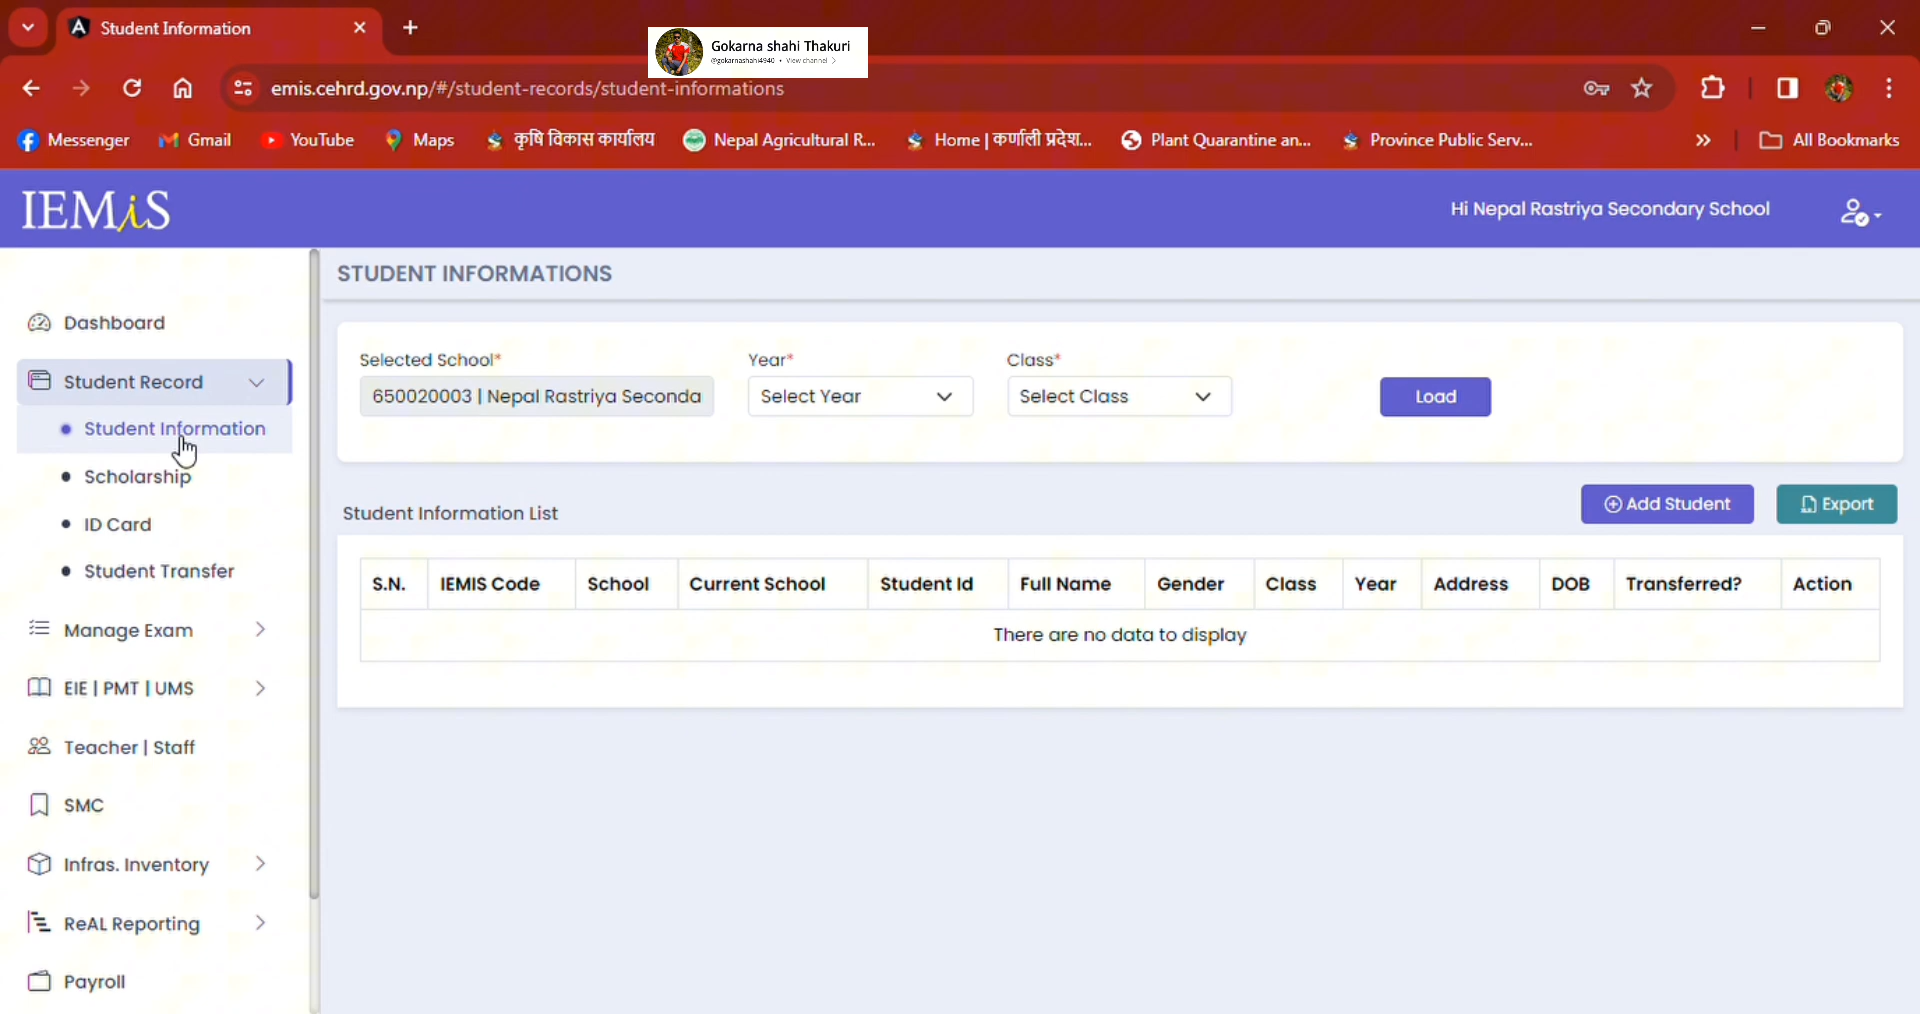 Student Information
Gokarna shahi Thakuri
@gokarnashahi4940 • View channel >
emis.cehrd.gov.np/#/student-records/student-informations
Messenger
Gmail
YouTube
Maps
कृषि विकास कार्यालय
Nepal Agricultural R...
Home | कर्णाली प्रदेश...
Plant Quarantine an...
Province Public Serv...
All Bookmarks
IEMiS
Hi Nepal Rastriya Secondary School
STUDENT INFORMATIONS
Dashboard
Student Record
Student Information
Scholarship
ID Card
Student Transfer
Manage Exam
EIE | PMT | UMS
Teacher | Staff
SMC
Infras. Inventory
ReAL Reporting
Payroll
Selected School* Year* Class*
650020003 | Nepal Rastriya Seconda Select Year Select Class Load
Student Information List Add Student Export
S.N. IEMIS Code School Current School Student Id Full Name Gender Class Year Address DOB Transferred? Action
There are no data to display